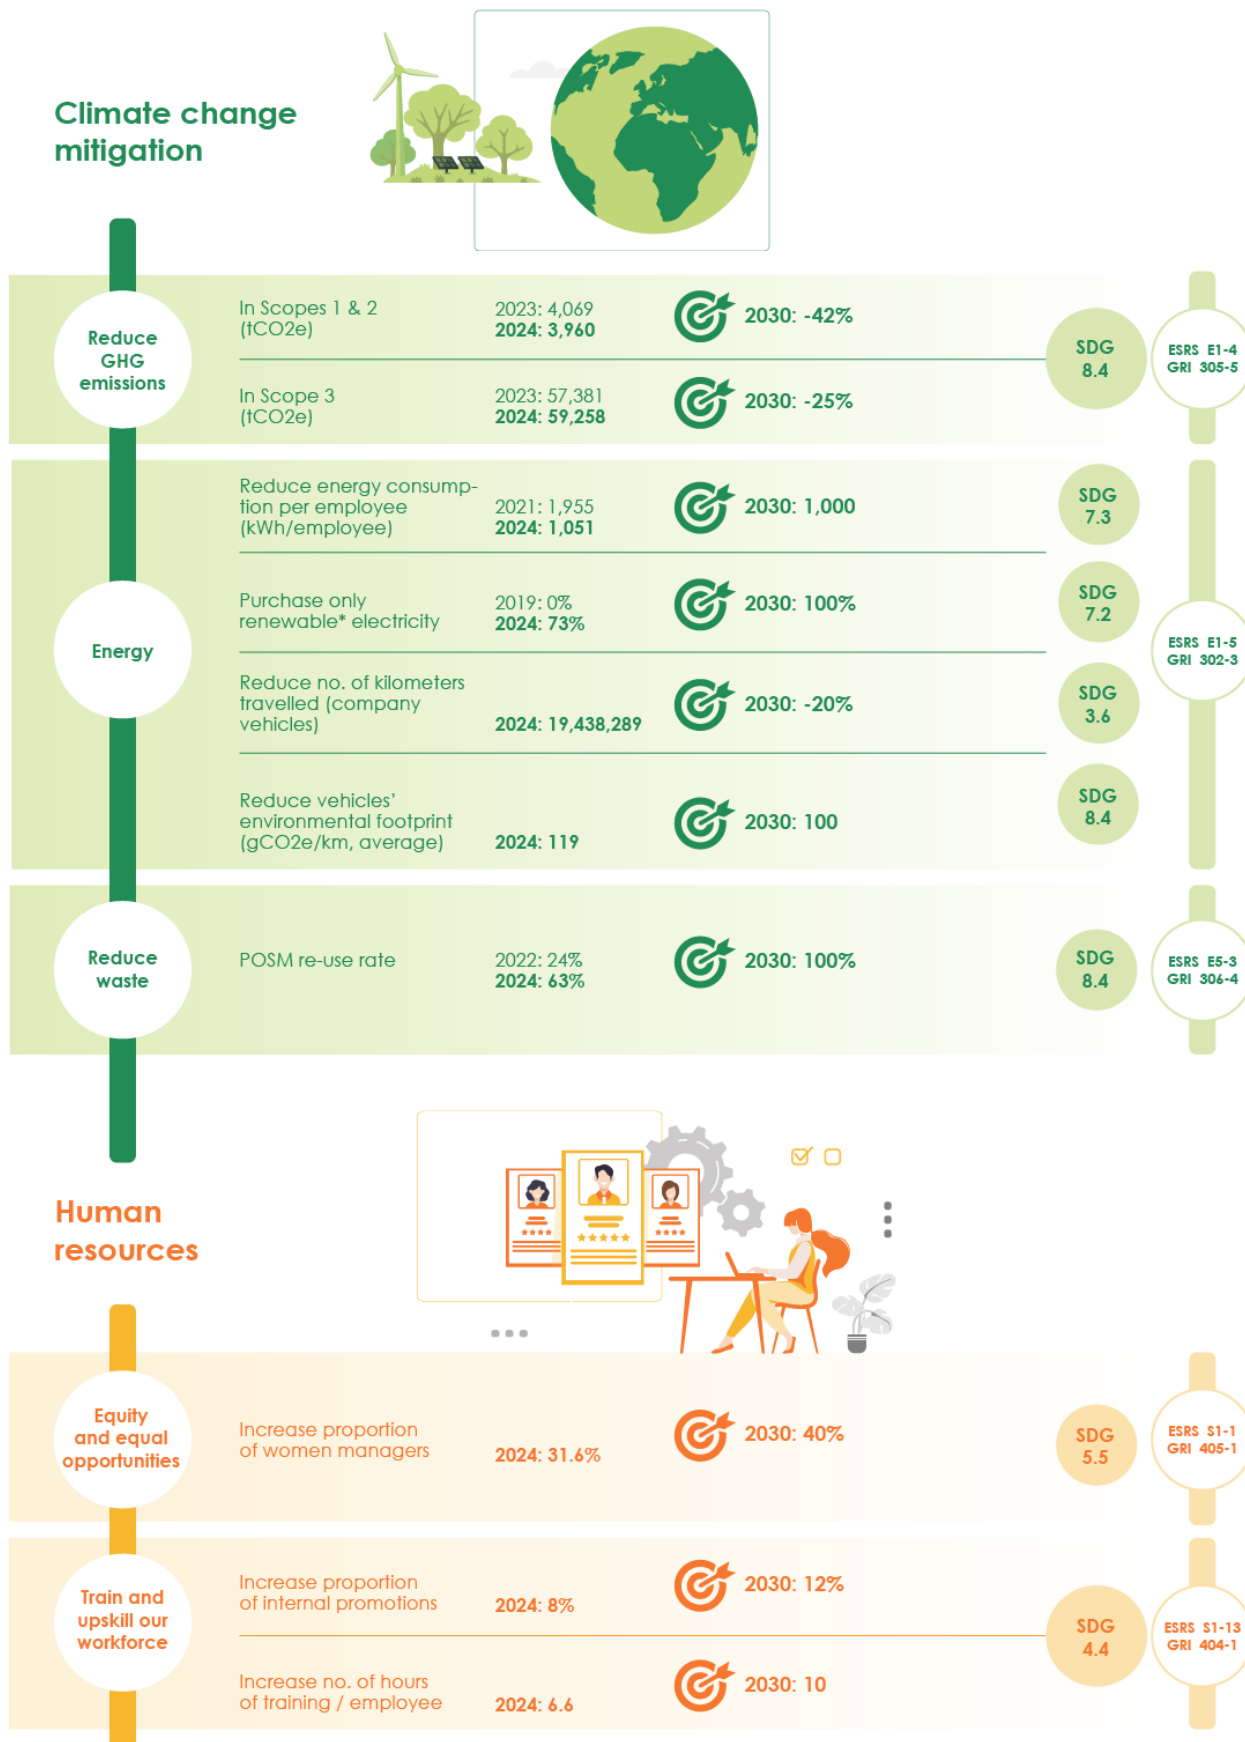 Climate change
mitigation
Reduce
GHG
emissions
In Scopes 1 & 2
(tCO2e)
2023: 4,069
2024: 3,960
2030: -42%
In Scope 3
(tCO2e)
2023: 57,381
2024: 59,258
2030: -25%
SDG
8.4
ESRS E1-4
GRI 305-5
Energy
Reduce energy consump-
tion per employee
(kWh/employee)
2021: 1,955
2024: 1,051
2030: 1,000
SDG
7.3
Purchase only
renewable* electricity
2019: 0%
2024: 73%
2030: 100%
SDG
7.2
ESRS E1-5
GRI 302-3
Reduce no. of kilometers
travelled (company
vehicles)
2024: 19,438,289
2030: -20%
SDG
3.6
Reduce vehicles'
environmental footprint
(gCO2e/km, average)
2024: 119
2030: 100
SDG
8.4
Reduce
waste
POSM re-use rate
2022: 24%
2024: 63%
2030: 100%
SDG
8.4
ESRS E5-3
GRI 306-4
Human
resources
Equity
and equal
opportunities
Increase proportion
of women managers
2024: 31.6%
2030: 40%
SDG
5.5
ESRS S1-1
GRI 405-1
Train and
upskill our
workforce
Increase proportion
of internal promotions
2024: 8%
2030: 12%
SDG
4.4
ESRS S1-13
GRI 404-1
Increase no. of hours
of training / employee
2024: 6.6
2030: 10